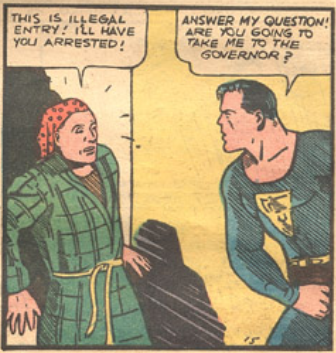 THIS IS ILLEGAL
ENTRY! I'LL HAVE
YOU ARRESTED!
ANSWER MY QUESTION!
ARE YOU GOING TO
TAKE ME TO THE
GOVERNOR?
15